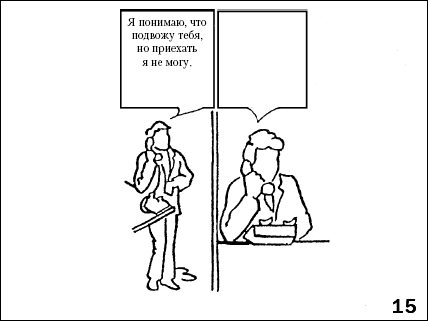 Я понимаю, что
подвожу тебя,
но приехать
я не могу.
15